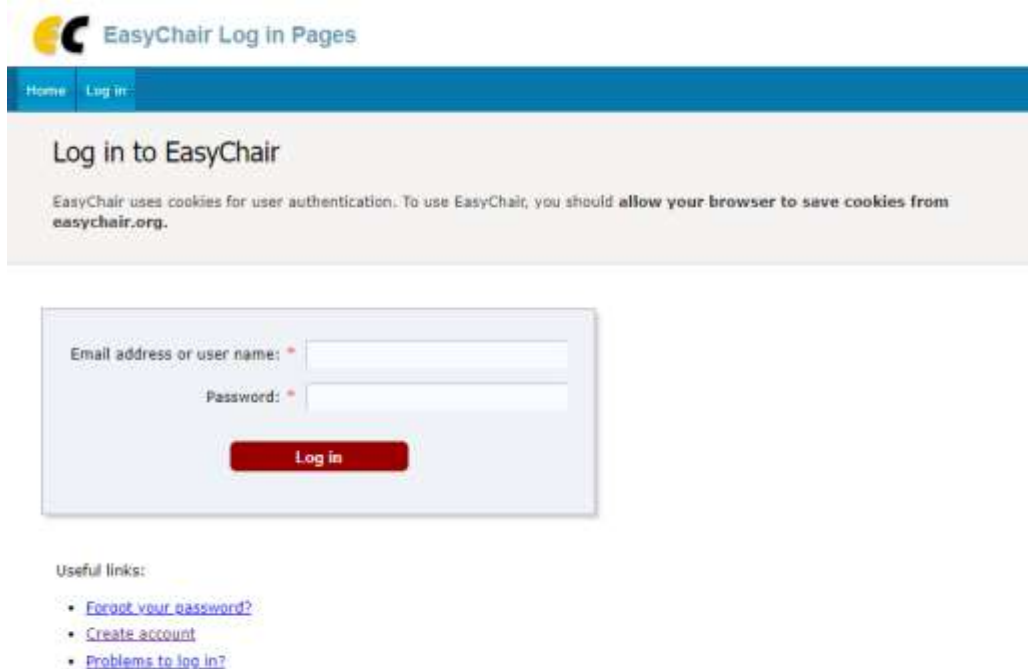 EC EasyChair Log in Pages
Home Log in
Log in to EasyChair
EasyChair uses cookies for user authentication. To use EasyChair, you should allow your browser to save cookies from
easychair.org.
Email address or user name: *
Password: *
Log in
Useful links:
• Forgot your password?
• Create account
• Problems to log in?